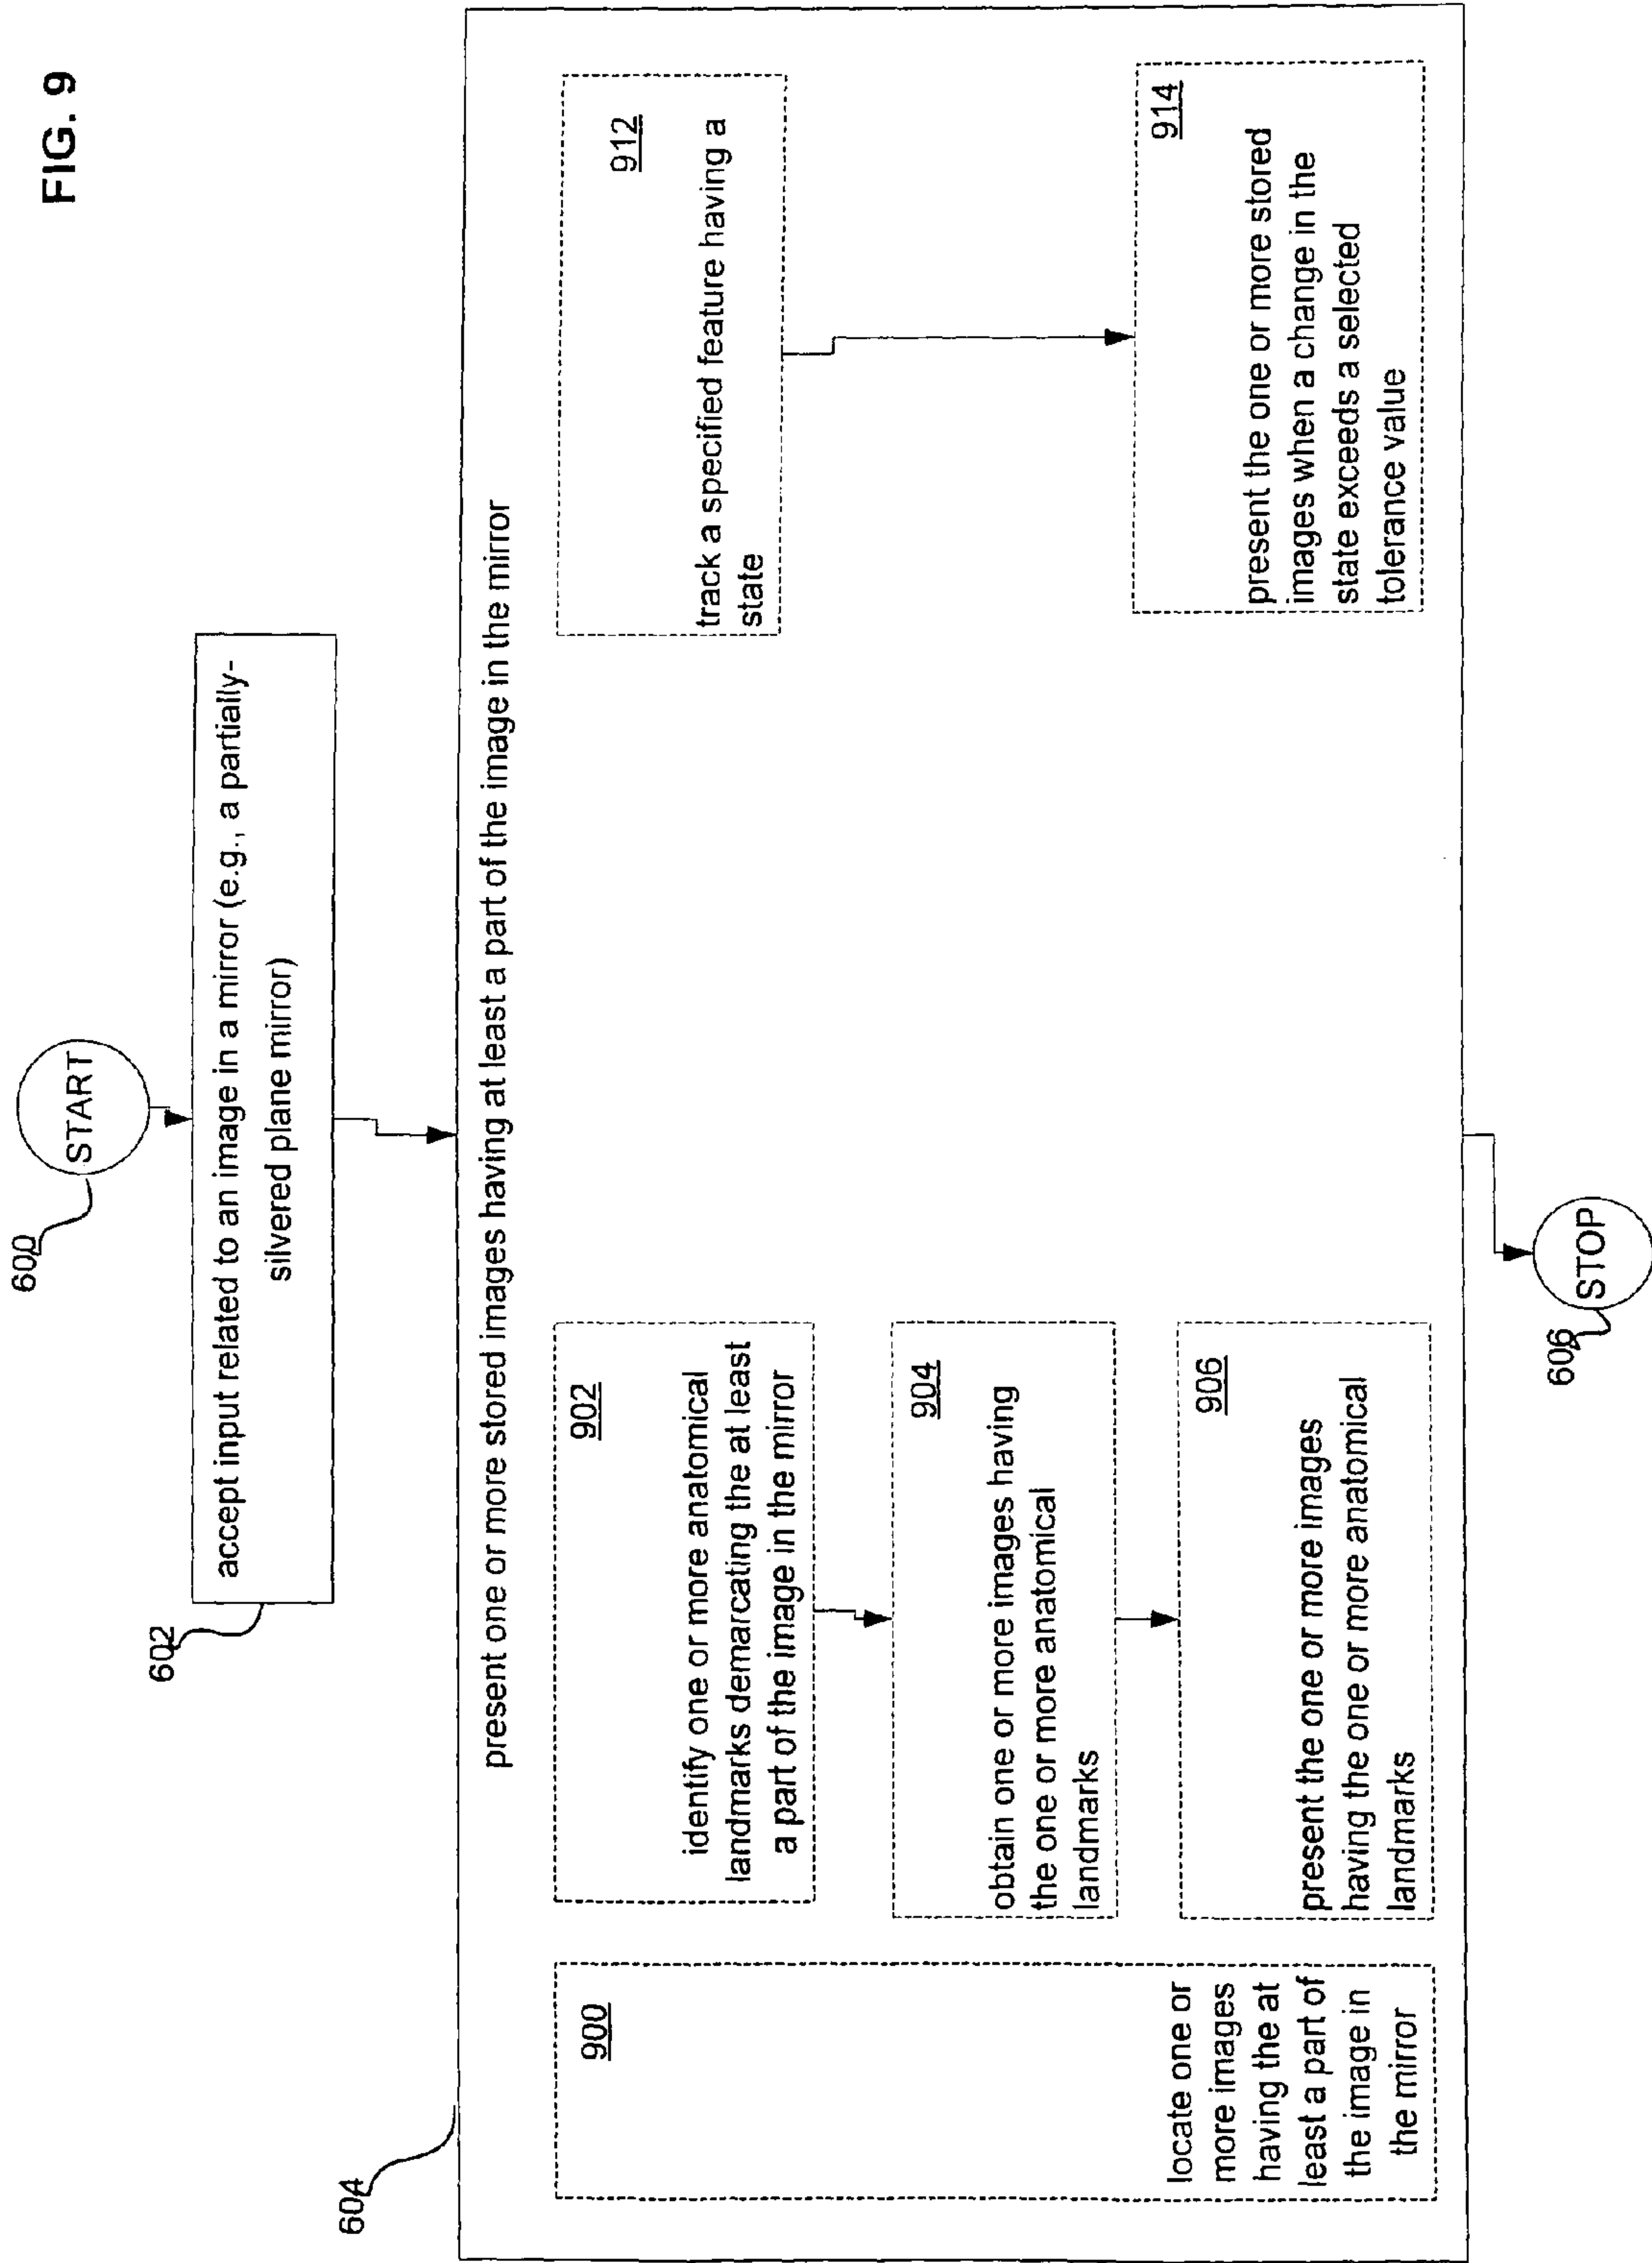 FIG. 9
600
START
602
accept input related to an image in a mirror (e.g., a partially-
silvered plane mirror)
604
present one or more stored images having at least a part of the image in the mirror
900
locate one or
more images
having the at
least a part of
the image in
the mirror
902
identify one or more anatomical
landmarks demarcating the at least
a part of the image in the mirror
904
obtain one or more images having
the one or more anatomical
landmarks
906
present the one or more images
having the one or more anatomical
landmarks
912
track a specified feature having a
state
914
present the one or more stored
images when a change in the
state exceeds a selected
tolerance value
606
STOP